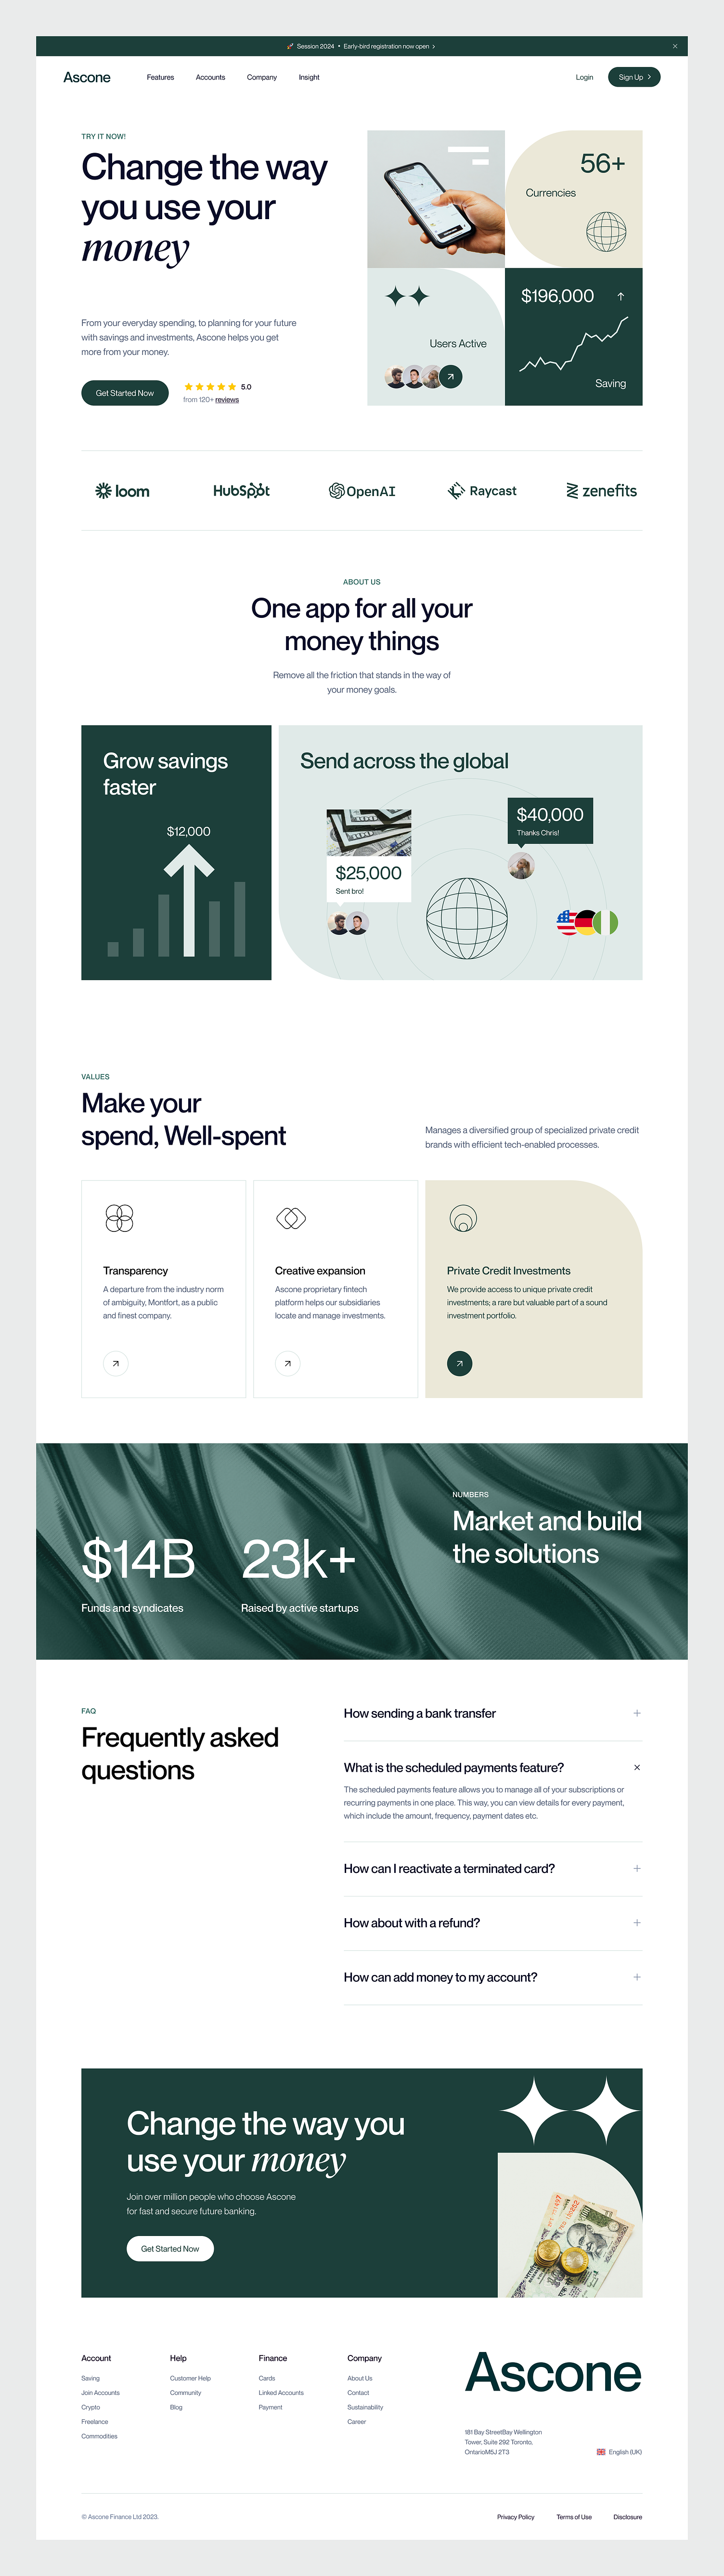 🚀 Session 2024 • Early-bird registration now open
Ascone
Features
Accounts
Company
Insight
Login
Sign Up
TRY IT NOW!
Change the way
you use your
money
From your everyday spending, to planning for your future
with savings and investments, Ascone helps you get
more from your money.
Get Started Now
5.0
from 120+ reviews
56+
Currencies
Users Active
$196,000
Saving
loom
HubSpot
OpenAI
Raycast
zenefits
ABOUT US
One app for all your
money things
Remove all the friction that stands in the way of
your money goals.
Grow savings
faster
$12,000
Send across the global
$25,000
Sent bro!
$40,000
Thanks Chris!
VALUES
Make your
spend, Well-spent
Manages a diversified group of specialized private credit
brands with efficient tech-enabled processes.
Transparency
A departure from the industry norm
of ambiguity, Montfort, as a public
and finest company.
Creative expansion
Ascone proprietary fintech
platform helps our subsidiaries
locate and manage investments.
Private Credit Investments
We provide access to unique private credit
investments; a rare but valuable part of a sound
investment portfolio.
NUMBERS
Market and build
the solutions
$14B
Funds and syndicates
23k+
Raised by active startups
FAQ
Frequently asked
questions
How sending a bank transfer
What is the scheduled payments feature?
The scheduled payments feature allows you to manage all of your subscriptions or
recurring payments in one place. This way, you can view details for every payment,
which include the amount, frequency, payment dates etc.
How can I reactivate a terminated card?
How about with a refund?
How can add money to my account?
Change the way you
use your money
Join over million people who choose Ascone
for fast and secure future banking.
Get Started Now
Account
Saving
Join Accounts
Crypto
Freelance
Commodities
Help
Customer Help
Community
Blog
Finance
Cards
Linked Accounts
Payment
Company
About Us
Contact
Sustainability
Career
Ascone
181 Bay StreetBay Wellington
Tower, Suite 292 Toronto,
OntarioM5J 2T3
English (UK)
© Ascone Finance Ltd 2023.
Privacy Policy
Terms of Use
Disclosure